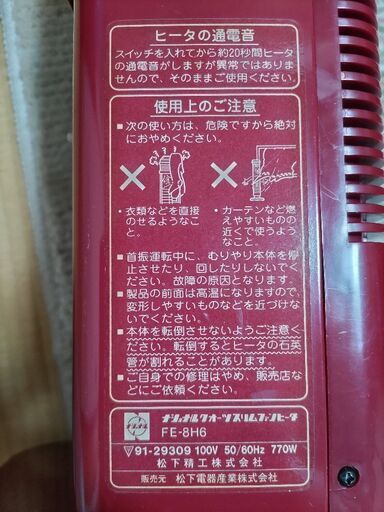 ヒータの通電音
スイッチを入れてから約20秒間ヒータ
の通電音がしますが異常ではありま
せんので、そのままご使用ください。
使用上のご注意
■次の使い方は、危険ですから絶対
におやめください。
・衣類などを直接
のせるようなこ
と。
・カーテンなど燃
えやすいものの
近くで使うよう
なこと。
■首振運転中に、むりやり本体を停
止させたり、回したりしないでくだ
さい。故障の原因となります。
■製品の前面は高温になりますので、
変形しやすいものなどを近づけな
いでください。
■本体を転倒させないようご注意く
ださい。転倒するとヒータの石英
管が割れることがあります。
■ご自身での修理はやめ、販売店な
どにご依頼ください。
ナショナル
ナショナルクオーツスリムファンヒータ
FE-8H6
▽91-29309 100V 50/60Hz 770W
松下精工株式会社
販売元 松下電器産業株式会社